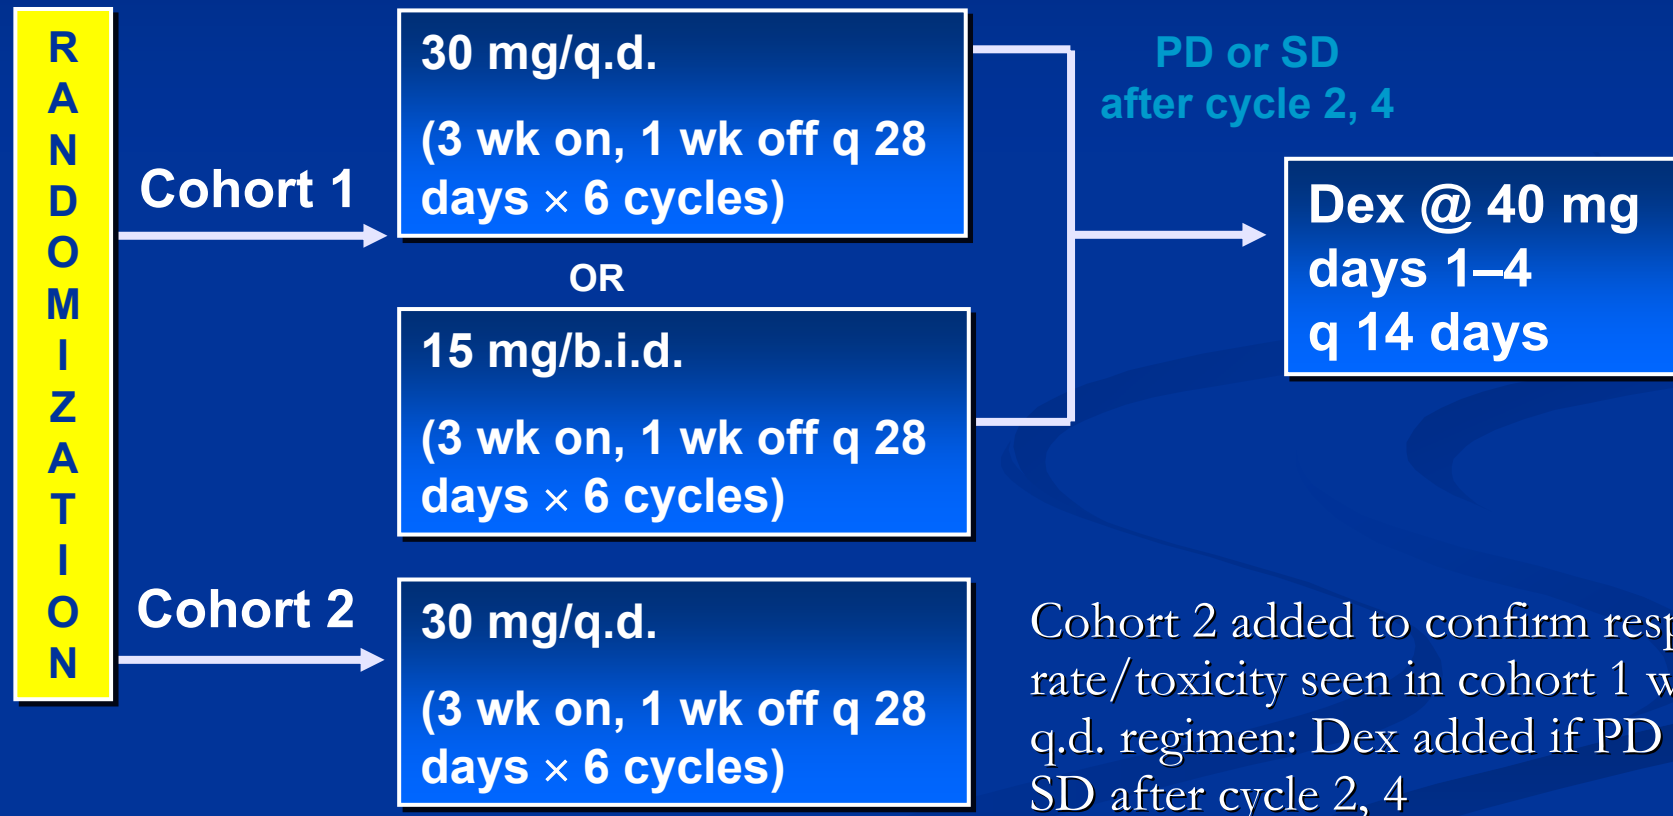 RANDOMIZATION
Cohort 1
30 mg/q.d.
(3 wk on, 1 wk off q 28
days × 6 cycles)
OR
15 mg/b.i.d.
(3 wk on, 1 wk off q 28
days × 6 cycles)
PD or SD
after cycle 2, 4
Dex @ 40 mg
days 1–4
q 14 days
Cohort 2
30 mg/q.d.
(3 wk on, 1 wk off q 28
days × 6 cycles)
Cohort 2 added to confirm
rate/toxicity seen in cohort 1
q.d. regimen: Dex added if PD
SD after cycle 2, 4